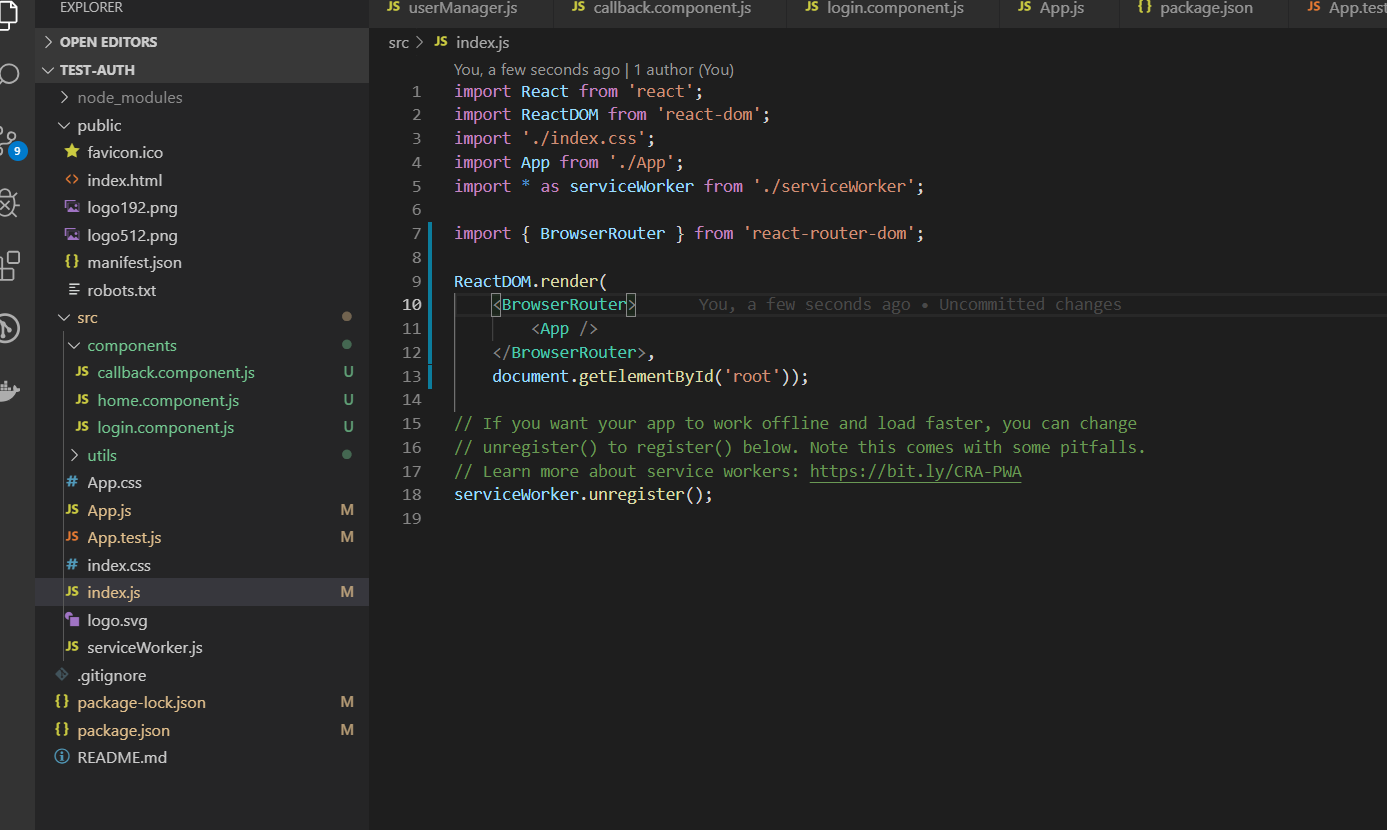 EXPLORER
OPEN EDITORS
TEST-AUTH
node_modules
public
favicon.ico
index.html
logo192.png
logo512.png
{} manifest.json
robots.txt
src
components
JS callback.component.js U
JS home.component.js U
JS login.component.js U
utils
# App.css
JS App.js M
JS App.test.js M
# index.css
JS index.js M
logo.svg
JS serviceWorker.js
.gitignore
{} package-lock.json M
{} package.json M
README.md
9
JS userManager.js JS callback.component.js JS login.component.js JS App.js {} package.json JS App.test
src > JS index.js
You, a few seconds ago | 1 author (You)
1 import React from 'react';
2 import ReactDOM from 'react-dom';
3 import './index.css';
4 import App from './App';
5 import * as serviceWorker from './serviceWorker';
6
7 import { BrowserRouter } from 'react-router-dom';
8
9 ReactDOM.render(
10 <BrowserRouter> You, a few seconds ago • Uncommitted changes
11 <App />
12 </BrowserRouter>,
13 document.getElementById('root'));
14
15 // If you want your app to work offline and load faster, you can change
16 // unregister() to register() below. Note this comes with some pitfalls.
17 // Learn more about service workers: https://bit.ly/CRA-PWA
18 serviceWorker.unregister();
19